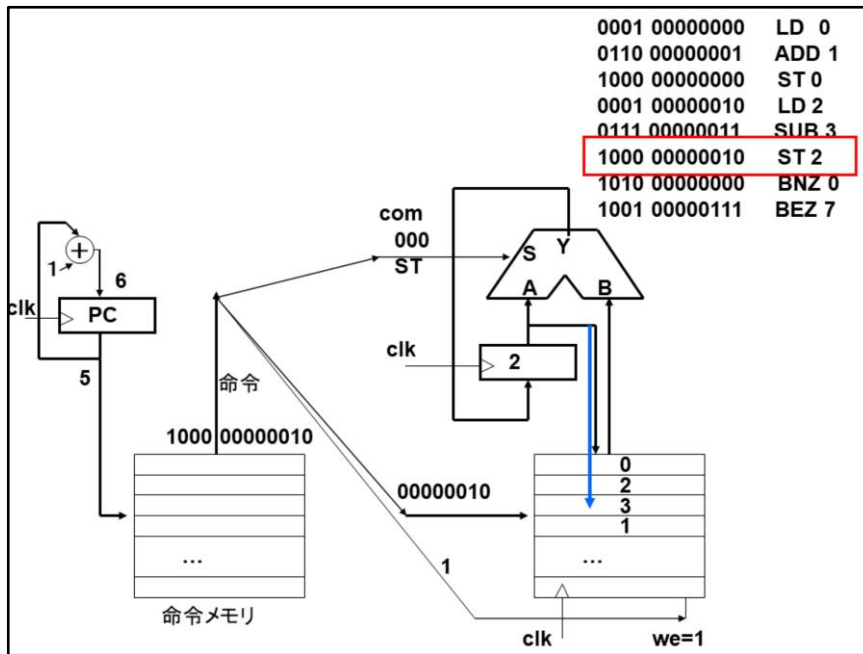 0001 00000000 LD 0
0110 00000001 ADD 1
1000 00000000 ST 0
0001 00000010 LD 2
0111 00000011 SUB 3
1000 00000010 ST 2
1010 00000000 BNZ 0
1001 00000111 BEZ 7
com
000
ST
S Y
A B
+
1
6
clk
PC
5
clk
2
命令
1000 00000010
00000010
1
0
2
3
1
...
...
命令メモリ
clk
we=1